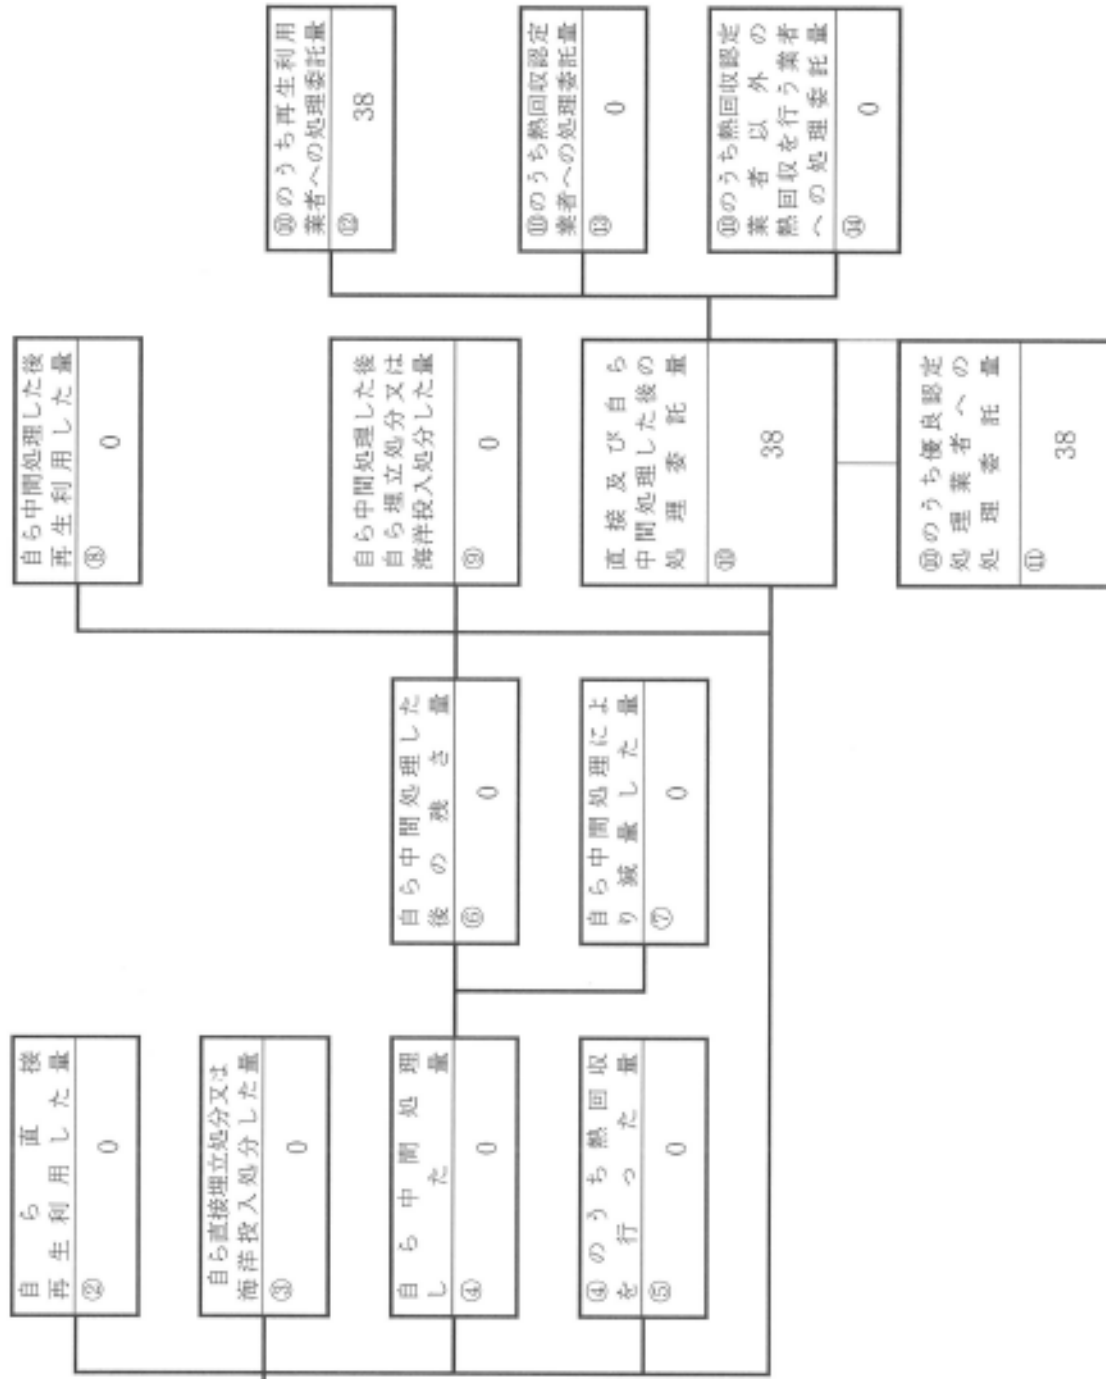 自ら直接
再生利用した量
②
0
自ら直接埋立処分又は
海洋投入処分した量
③
0
自ら中間処理
した量
④
0
④のうち熱回収
を行った量
⑤
0
自ら中間処理した
後の残さ量
⑥
0
自ら中間処理によ
り減量した量
⑦
0
自ら中間処理した後
再生利用した量
⑧
0
自ら中間処理した後
自ら埋立処分又は
海洋投入処分した量
⑨
0
直接及び自ら
中間処理した後の
処理委託量
⑩
38
⑩のうち優良認定
処理業者への
処理委託量
⑪
38
⑩のうち再生利用
業者への処理委託量
⑫
38
⑩のうち熱回収認定
業者への処理委託量
⑬
0
⑩のうち熱回収認定
業者以外の
熱回収を行う業者
への処理委託量
⑭
0